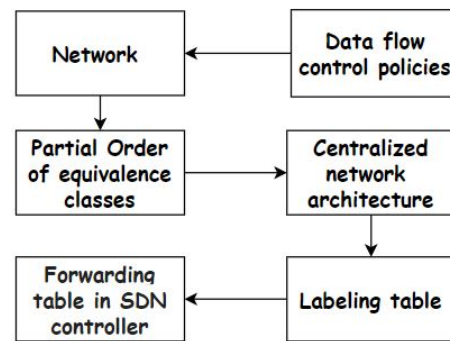 Network
Data flow
control policies
Partial Order
of equivalence
classes
Centralized
network
architecture
Forwarding
table in SDN
controller
Labeling table